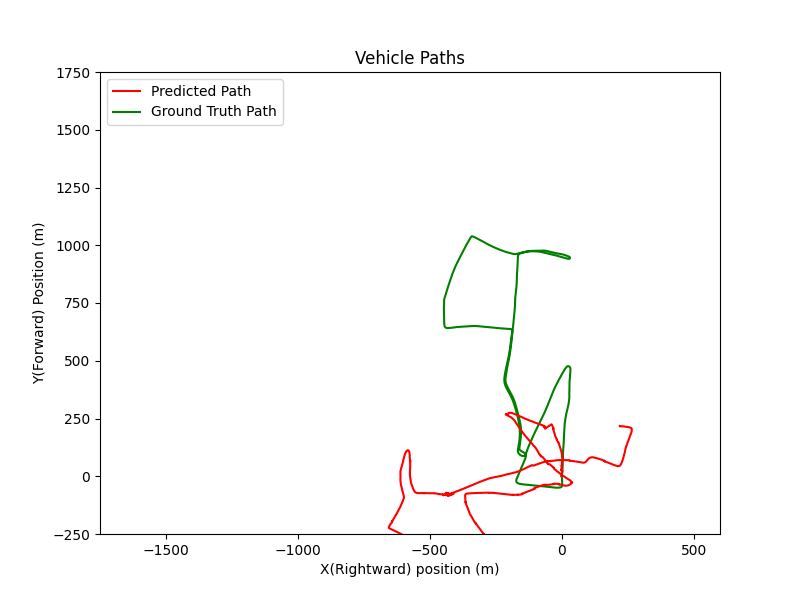 Vehicle Paths
Predicted Path
Ground Truth Path
1750
1500
1250
1000
750
500
250
0
−250
Y(Forward) Position (m)
−1500
−1000
−500
0
500
X(Rightward) position (m)